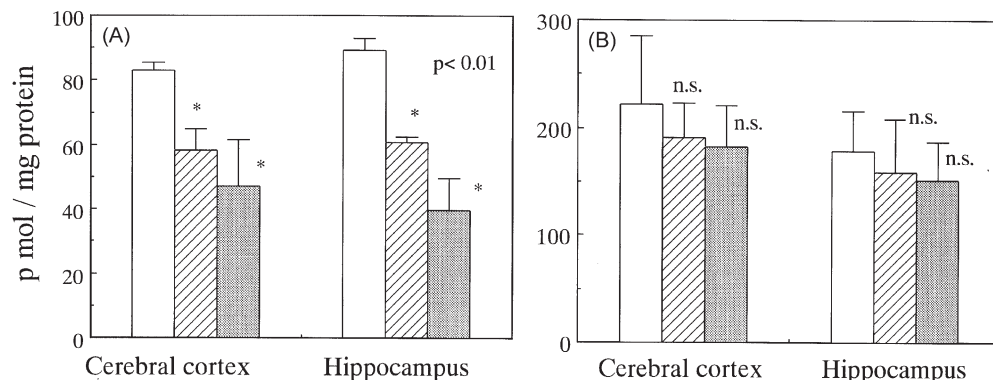 p mol / mg protein
(A)
100
80
60
40
20
0
*
*
*
*
p< 0.01
Cerebral cortex
Hippocampus
(B)
300
200
100
0
n.s.
n.s.
n.s.
n.s.
Cerebral cortex
Hippocampus